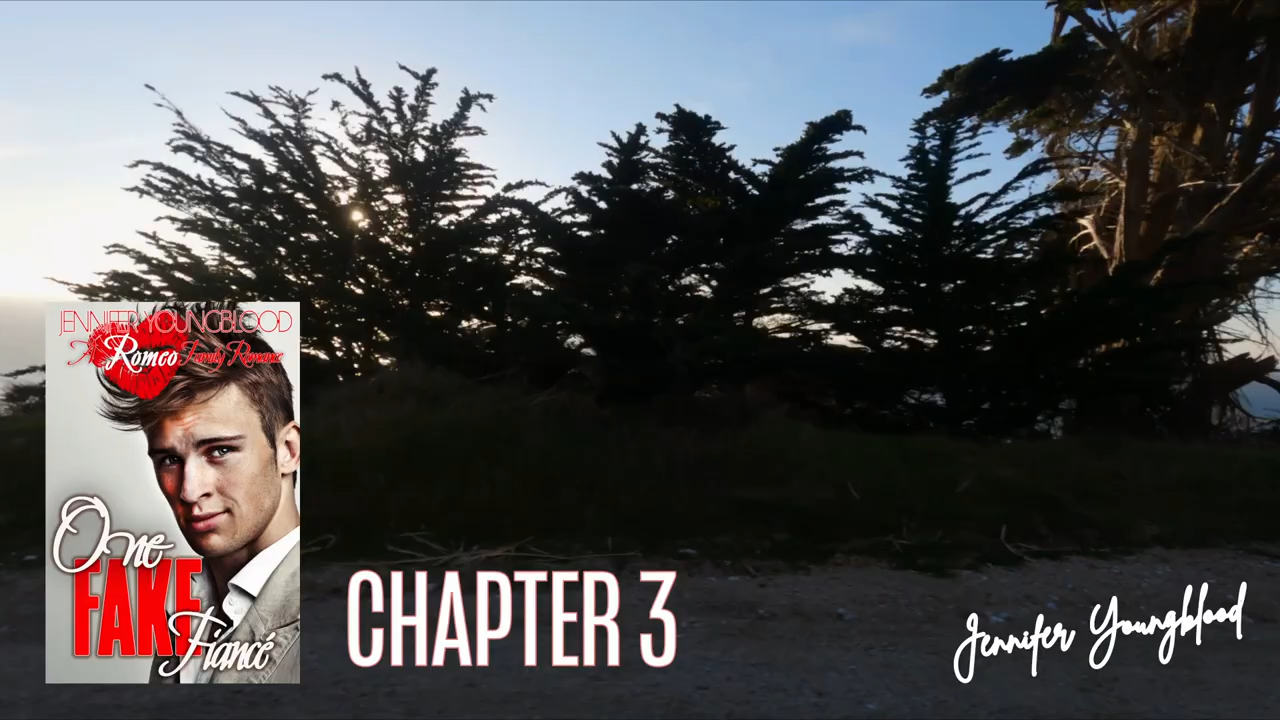 JENNIFER YOUNGBLOOD
A Romeo Family Romance
One
FAKE
Fiancé
CHAPTER 3
Jennifer Youngblood